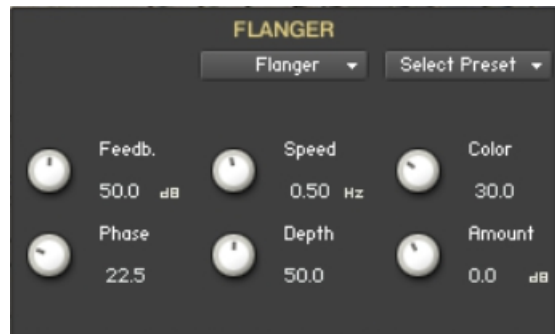 FLANGER
Flanger Select Preset
Feedb. Speed Color
50.0 dB 0.50 Hz 30.0
Phase Depth Amount
22.5 50.0 0.0 dB